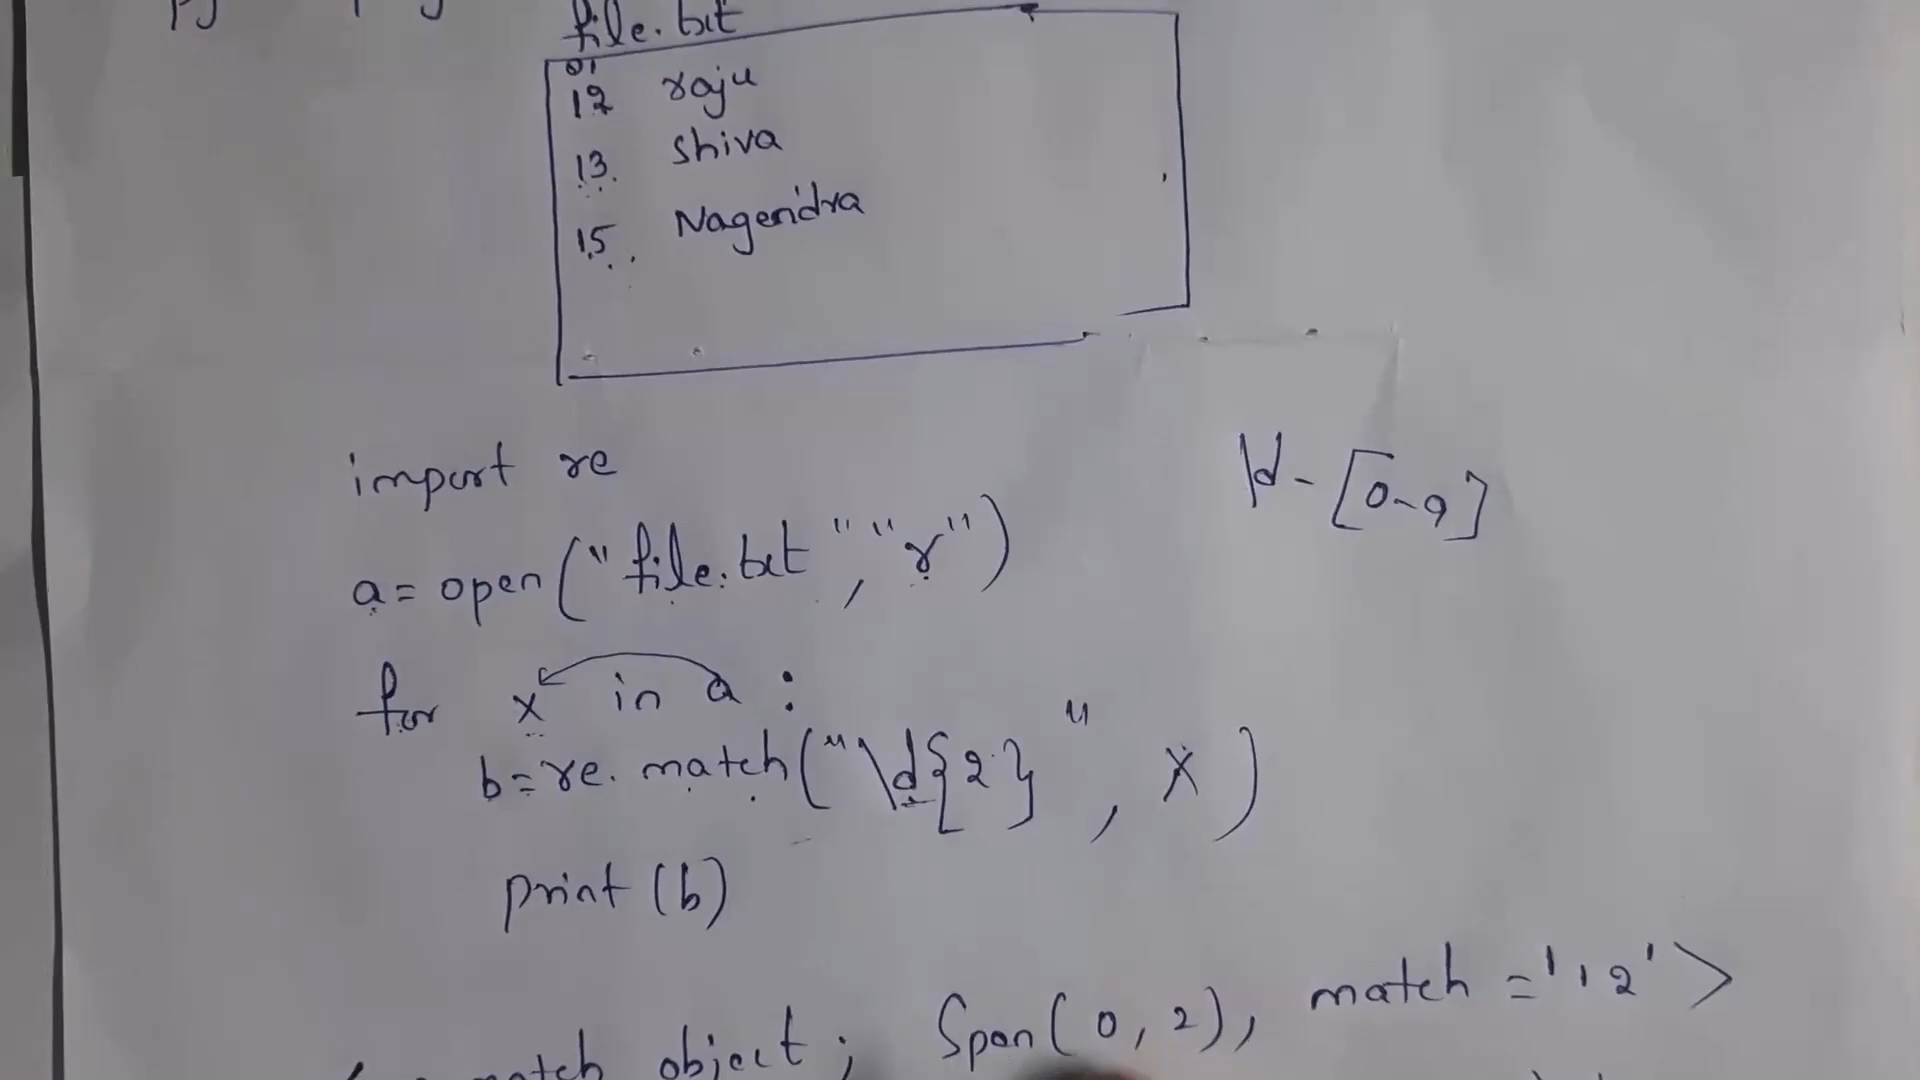 file.txt
01
12 raju
13 shiva
15 Nagendra
import re
\d - [0-9]
a = open("file.txt", "r")
for x in a :
b = re.match("\d{2}", x)
print (b)
match object; Span(0, 2), match = '12'>